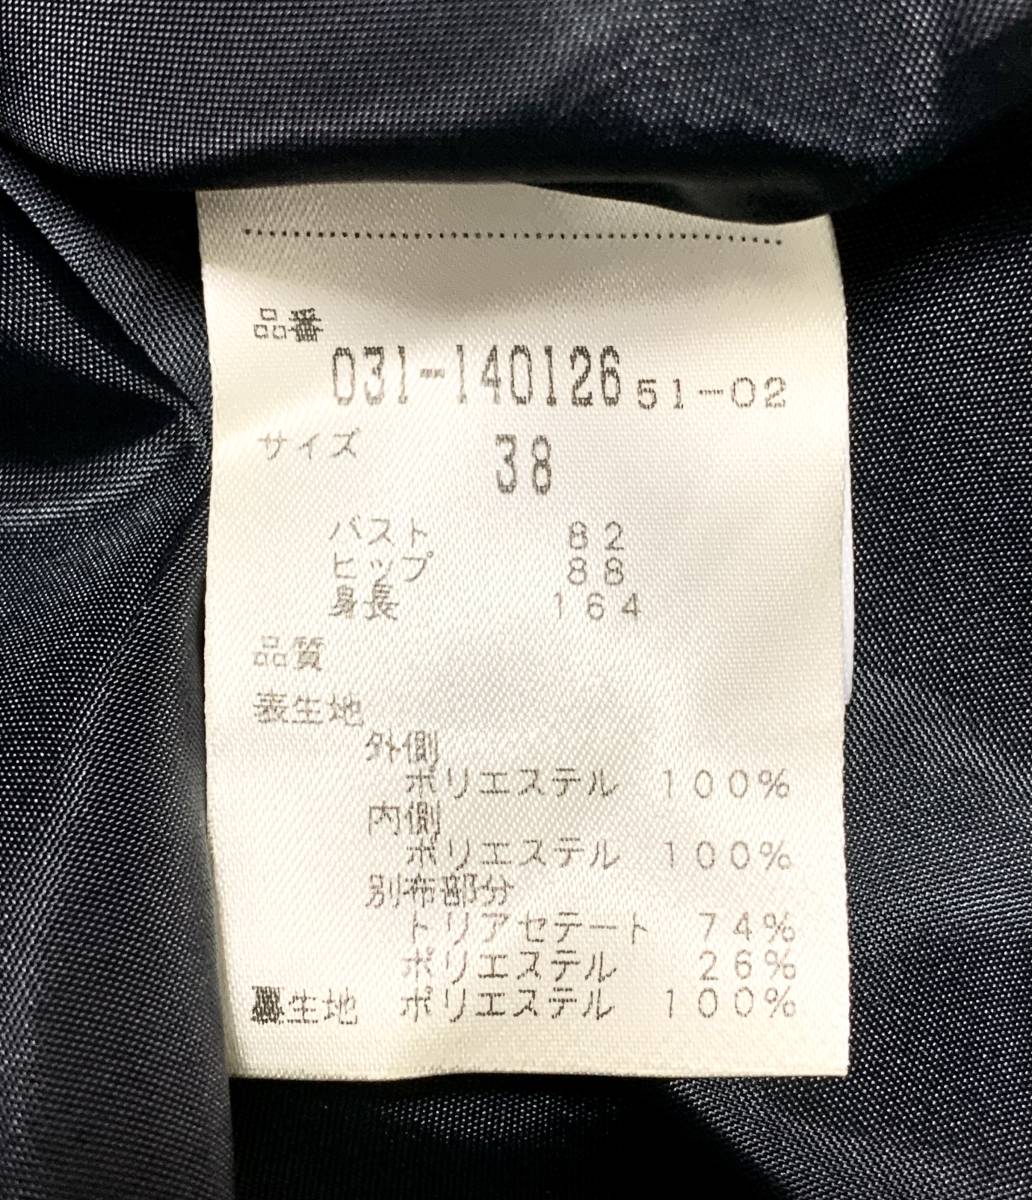 品番
031-140126 51-02
サイズ 38
バスト 82
ヒップ 88
身長 164
品質
表生地
外側
ポリエステル 100%
内側
ポリエステル 100%
別布部分
トリアセテート 74%
ポリエステル 26%
裏生地 ポリエステル 100%